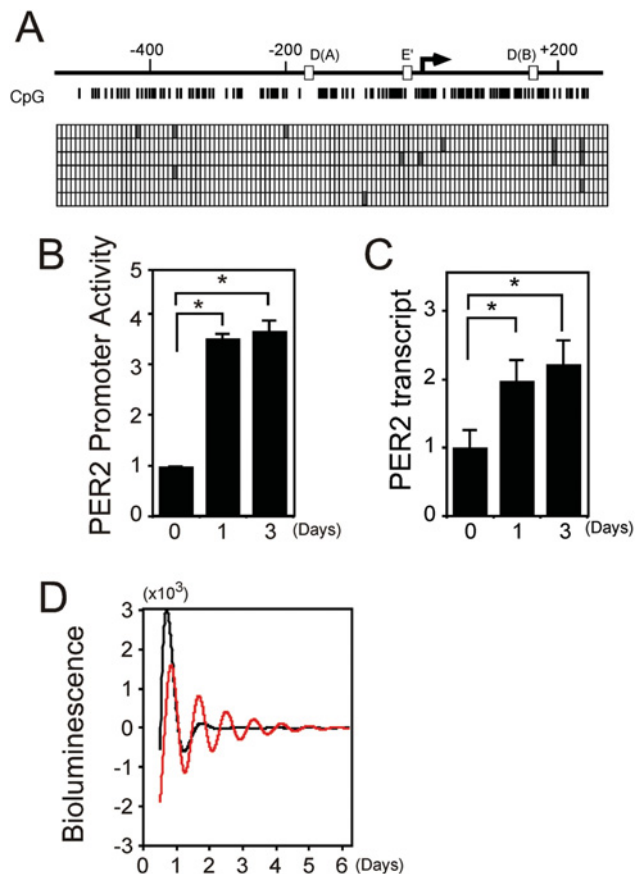 A
-400 -200 D(A) E' D(B) +200
CpG
B
PER2 Promoter Activity
5
4
3
2
1
0
*
*
0 1 3 (Days)
C
PER2 transcript
3
2
1
0
*
*
0 1 3 (Days)
D
(x10³)
Bioluminescence
3
2
1
0
-1
-2
-3
0 1 2 3 4 5 6 (Days)